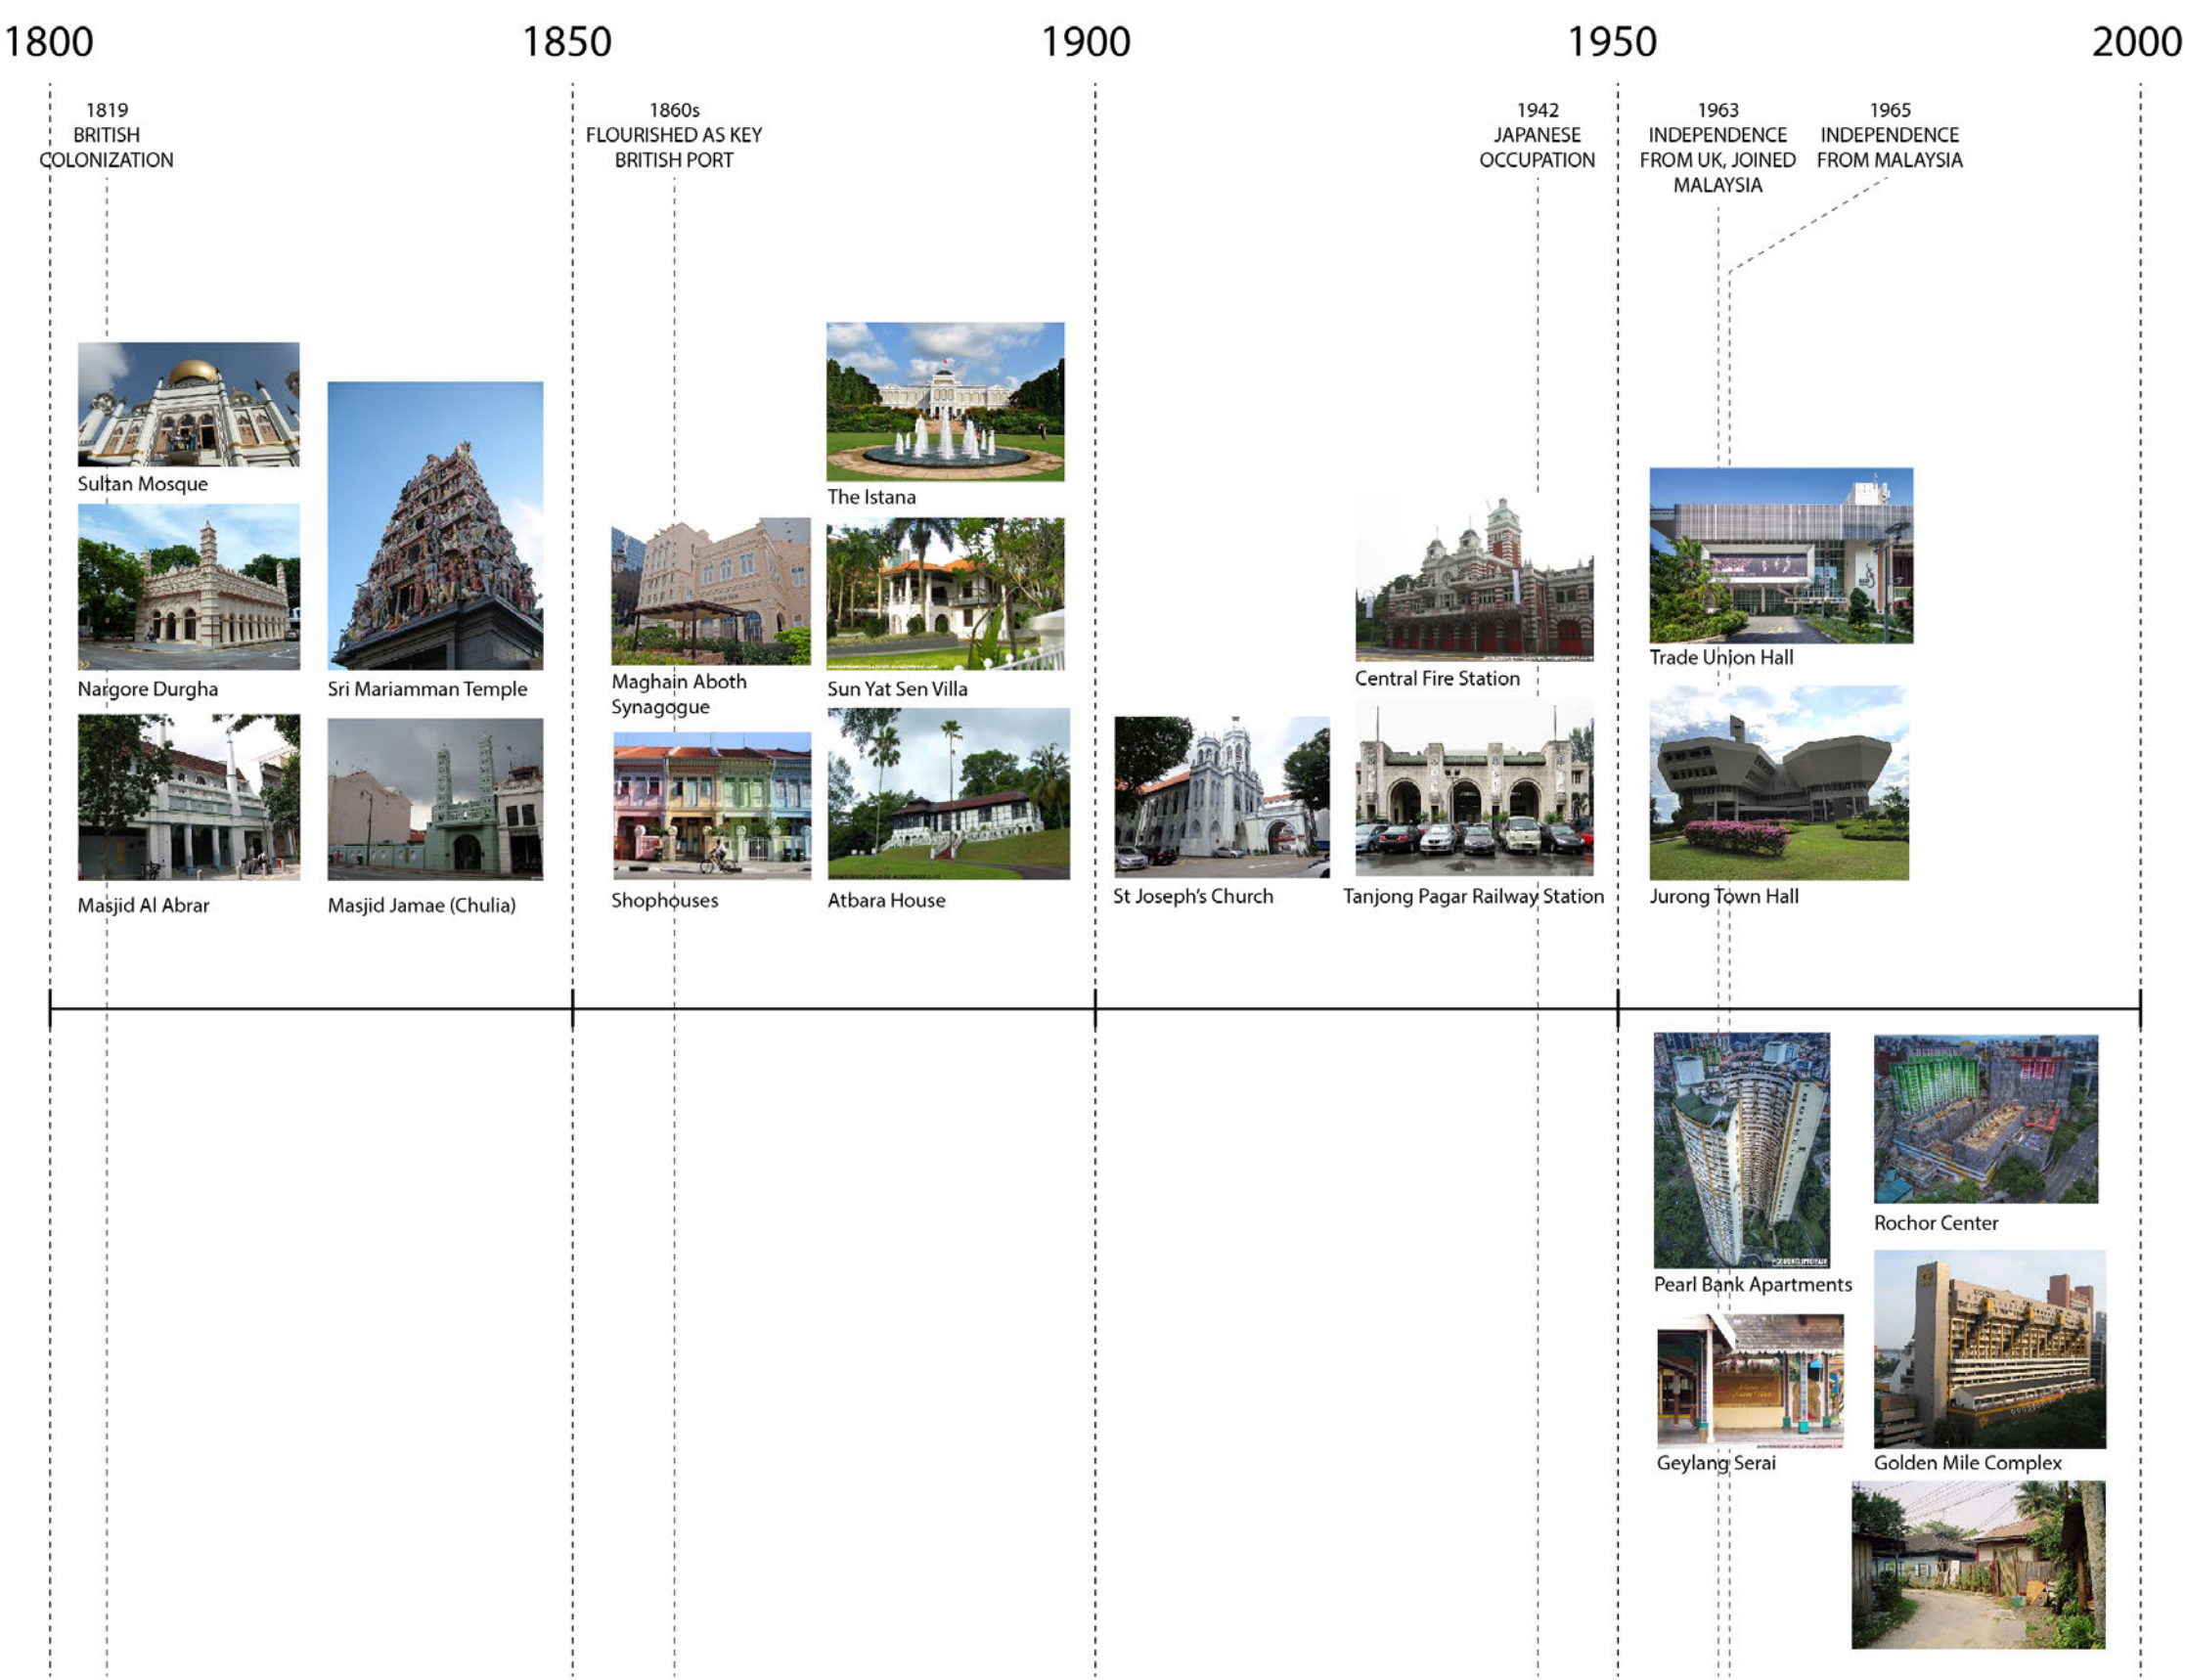 1800
1850
1900
1950
2000
1819
BRITISH
COLONIZATION
1860s
FLOURISHED AS KEY
BRITISH PORT
1942
JAPANESE
OCCUPATION
1963
INDEPENDENCE
FROM UK, JOINED
MALAYSIA
1965
INDEPENDENCE
FROM MALAYSIA
Sultan Mosque
Nargore Durgha
Masjid Al Abrar
Sri Mariamman Temple
Masjid Jamae (Chulia)
Maghain Aboth
Synagogue
Shophouses
The Istana
Sun Yat Sen Villa
Atbara House
St Joseph's Church
Central Fire Station
Tanjong Pagar Railway Station
Trade Union Hall
Jurong Town Hall
Pearl Bank Apartments
Geylang Serai
Rochor Center
Golden Mile Complex